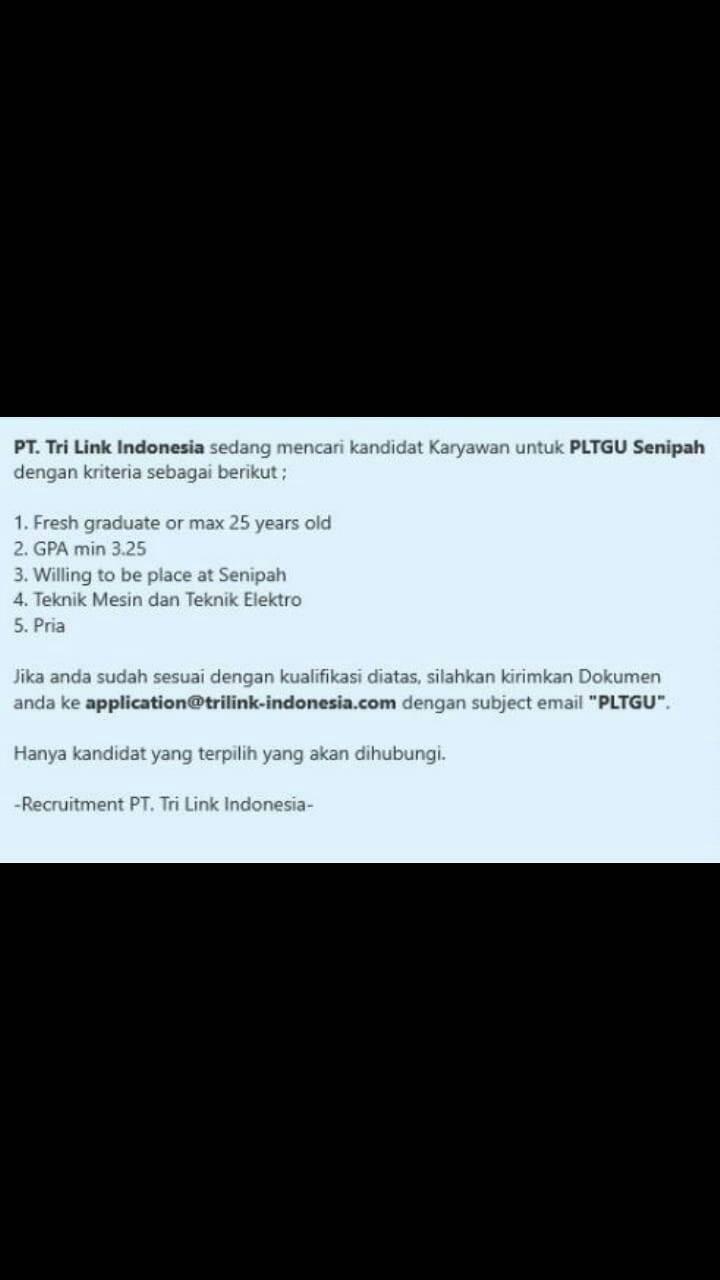 PT. Tri Link Indonesia sedang mencari kandidat Karyawan untuk PLTGU Senipah
dengan kriteria sebagai berikut ;
1. Fresh graduate or max 25 years old
2. GPA min 3.25
3. Willing to be place at Senipah
4. Teknik Mesin dan Teknik Elektro
5. Pria
Jika anda sudah sesuai dengan kualifikasi diatas, silahkan kirimkan Dokumen
anda ke application@trilink-indonesia.com dengan subject email "PLTGU".
Hanya kandidat yang terpilih yang akan dihubungi.
-Recruitment PT. Tri Link Indonesia-